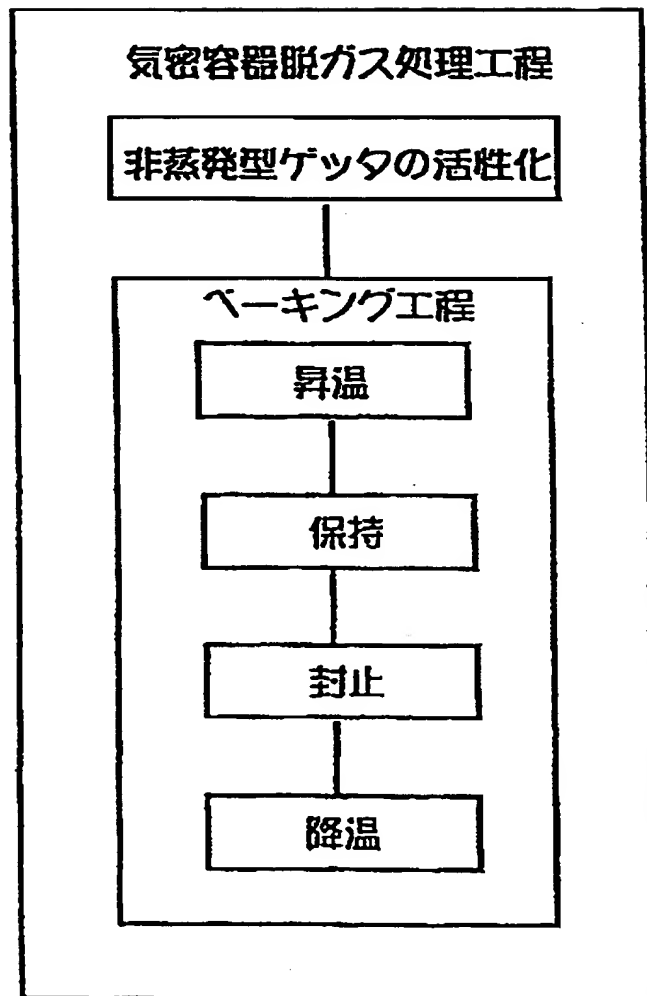 気密容器脱ガス処理工程
非蒸発型ゲッタの活性化
ベーキング工程
昇温
保持
封止
降温